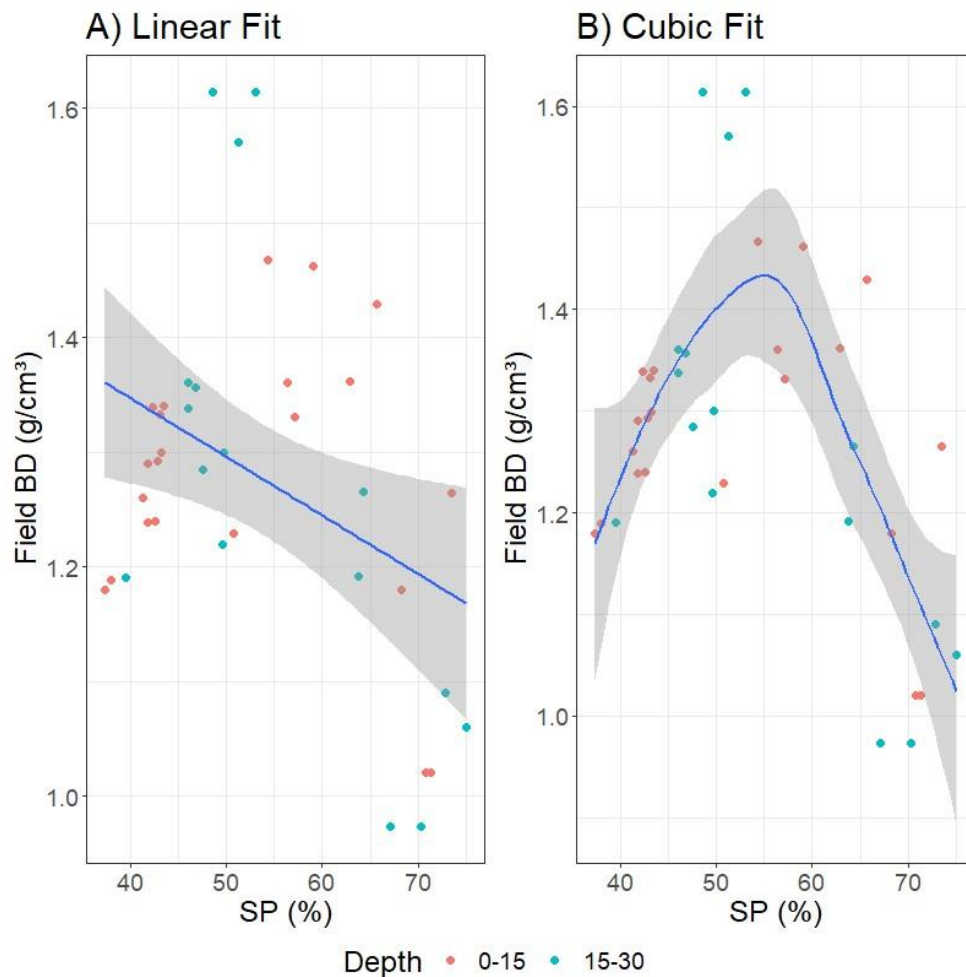 A) Linear Fit
1.6
1.4
1.2
1.0
Field BD (g/cm³)
40 50 60 70
SP (%)
B) Cubic Fit
1.6
1.4
1.2
1.0
Field BD (g/cm³)
40 50 60 70
SP (%)
Depth 0-15 15-30